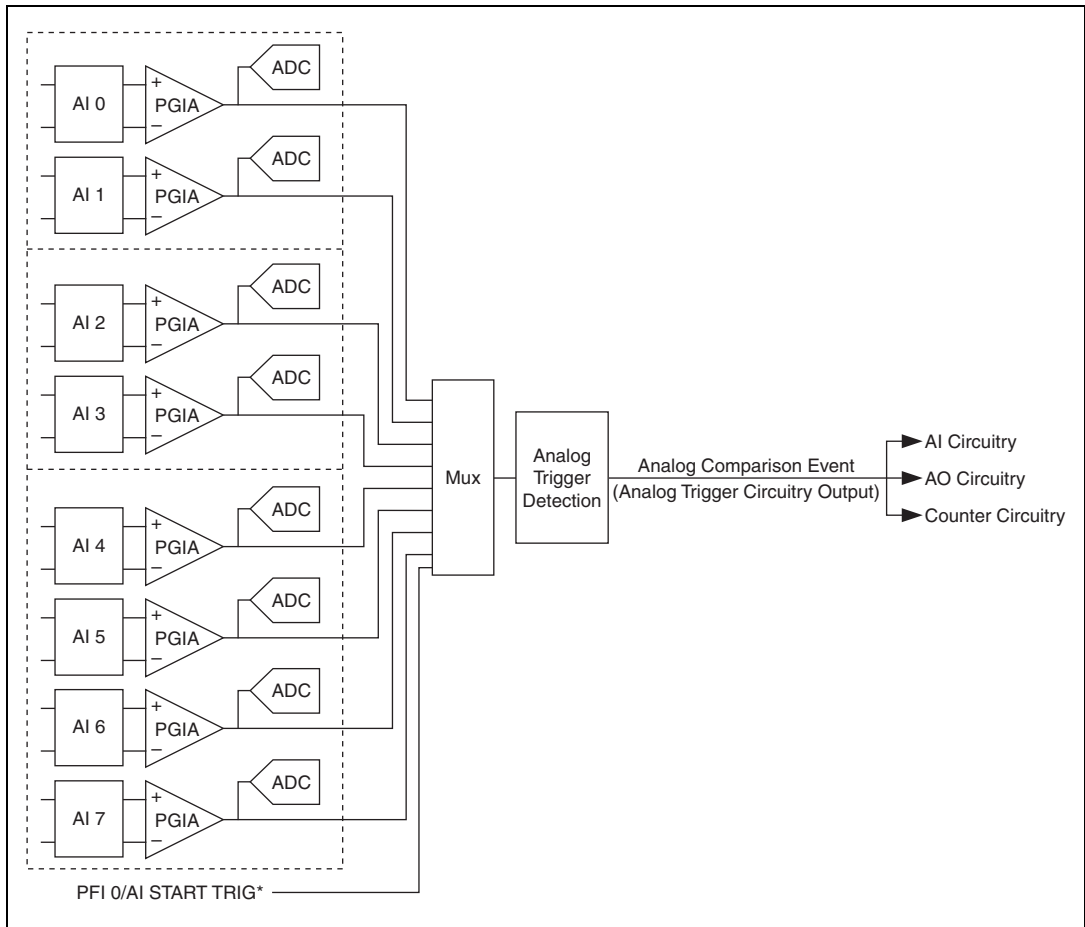 ADC
AI 0
+
PGIA
–
ADC
AI 1
+
PGIA
–
ADC
AI 2
+
PGIA
–
ADC
AI 3
+
PGIA
–
ADC
AI 4
+
PGIA
–
ADC
AI 5
+
PGIA
–
ADC
AI 6
+
PGIA
–
ADC
AI 7
+
PGIA
–
PFI 0/AI START TRIG*
Mux
Analog
Trigger
Detection
Analog Comparison Event
(Analog Trigger Circuitry Output)
AI Circuitry
AO Circuitry
Counter Circuitry